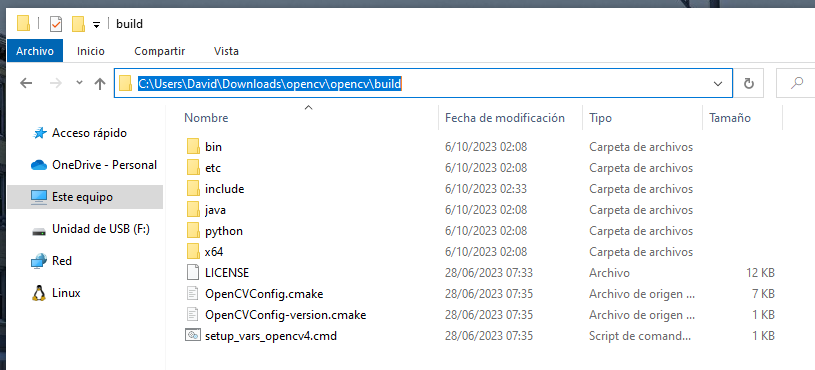 build
Archivo Inicio Compartir Vista
C:\Users\David\Downloads\opencv\opencv\build
Nombre Fecha de modificación Tipo Tamaño
Acceso rápido
OneDrive - Personal
Este equipo
Unidad de USB (F:)
Red
Linux
bin 6/10/2023 02:08 Carpeta de archivos
etc 6/10/2023 02:08 Carpeta de archivos
include 6/10/2023 02:33 Carpeta de archivos
java 6/10/2023 02:08 Carpeta de archivos
python 6/10/2023 02:08 Carpeta de archivos
x64 6/10/2023 02:08 Carpeta de archivos
LICENSE 28/06/2023 07:33 Archivo 12 KB
OpenCVConfig.cmake 28/06/2023 07:35 Archivo de origen ... 7 KB
OpenCVConfig-version.cmake 28/06/2023 07:35 Archivo de origen ... 1 KB
setup_vars_opencv4.cmd 28/06/2023 07:35 Script de comand... 1 KB